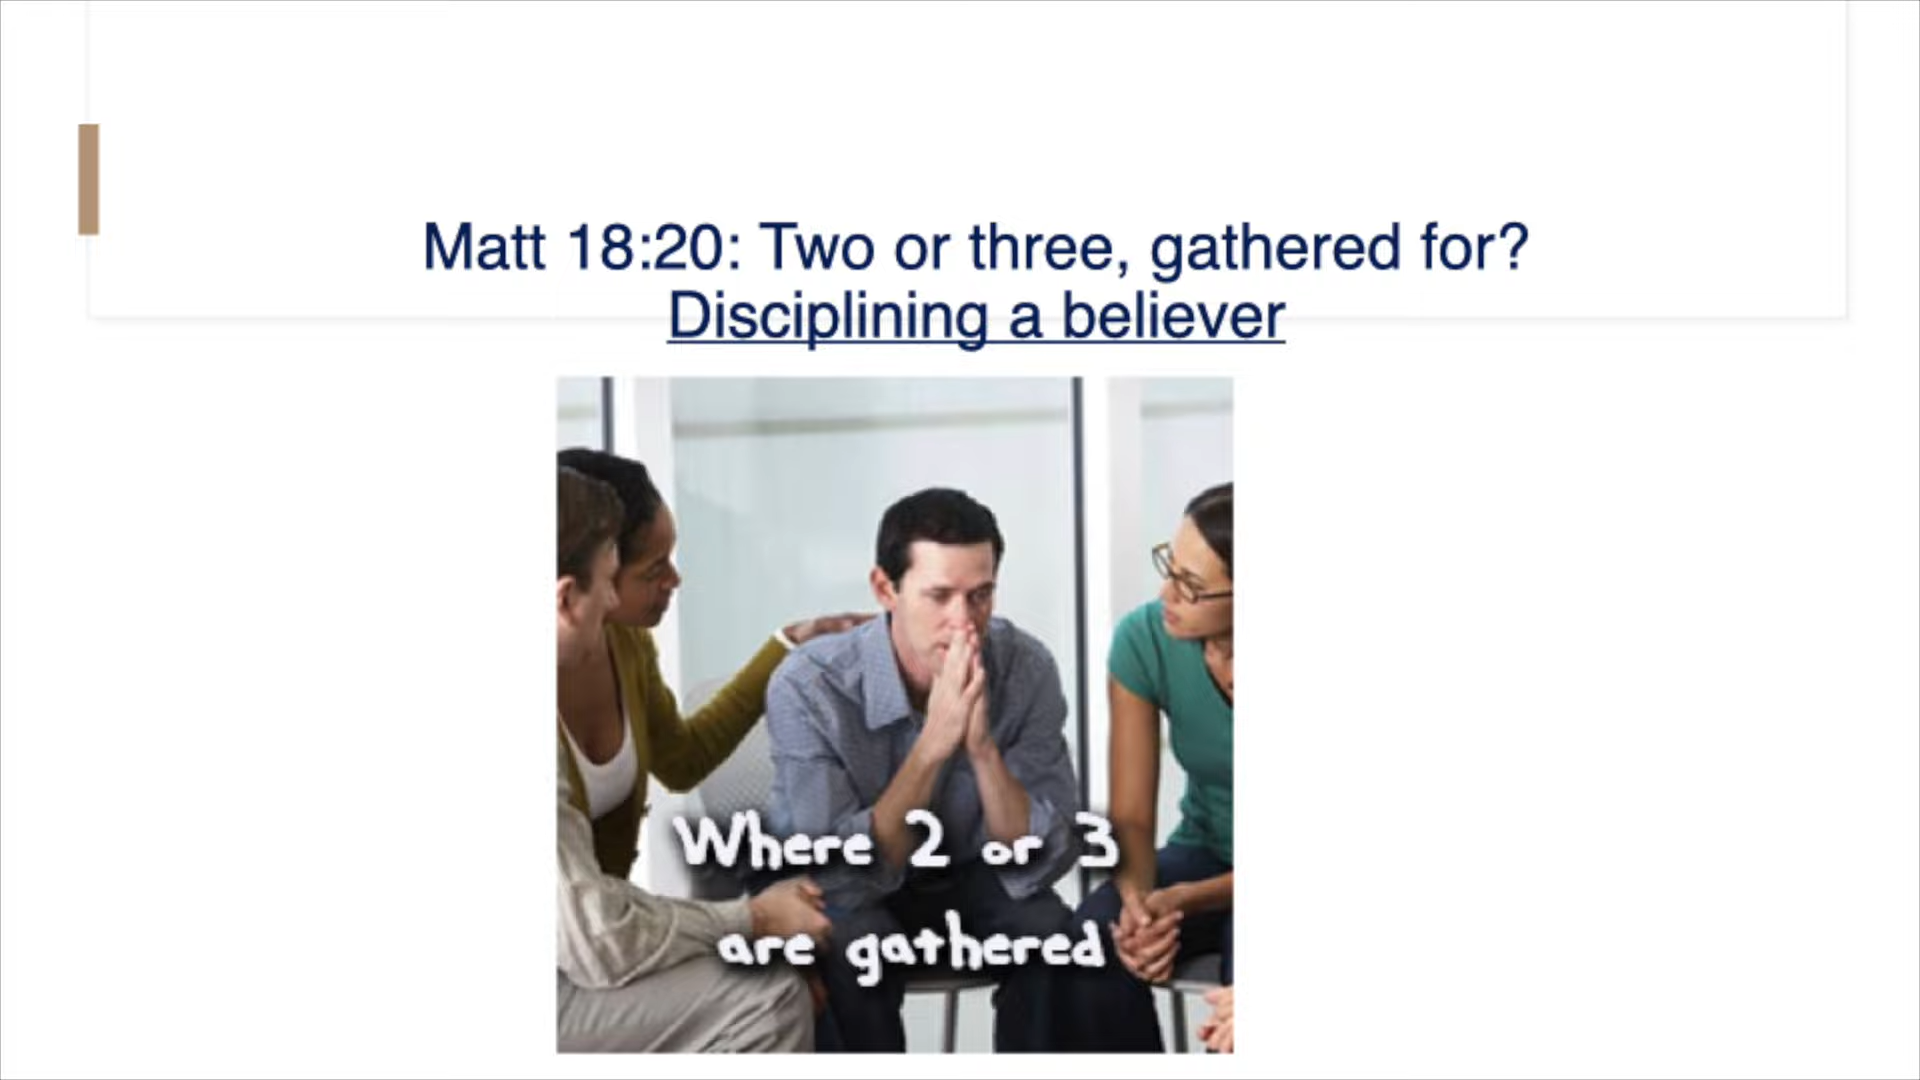 Matt 18:20: Two or three, gathered for?
Disciplining a believer
Where 2 or 3
are gathered